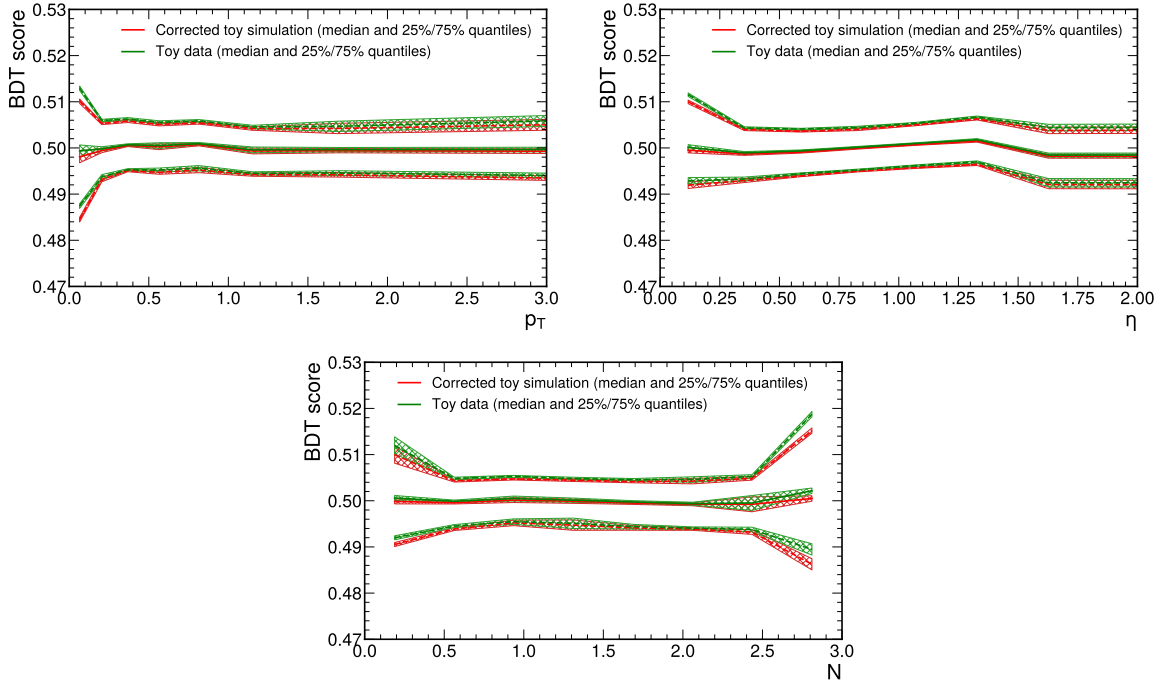 BDT score
0.53
0.52
0.51
0.50
0.49
0.48
0.47
Corrected toy simulation (median and 25%/75% quantiles)
Toy data (median and 25%/75% quantiles)
0.0 0.5 1.0 1.5 2.0 2.5 3.0
pT
BDT score
0.53
0.52
0.51
0.50
0.49
0.48
0.47
Corrected toy simulation (median and 25%/75% quantiles)
Toy data (median and 25%/75% quantiles)
0.00 0.25 0.50 0.75 1.00 1.25 1.50 1.75 2.00
η
BDT score
0.53
0.52
0.51
0.50
0.49
0.48
0.47
Corrected toy simulation (median and 25%/75% quantiles)
Toy data (median and 25%/75% quantiles)
0.0 0.5 1.0 1.5 2.0 2.5 3.0
N